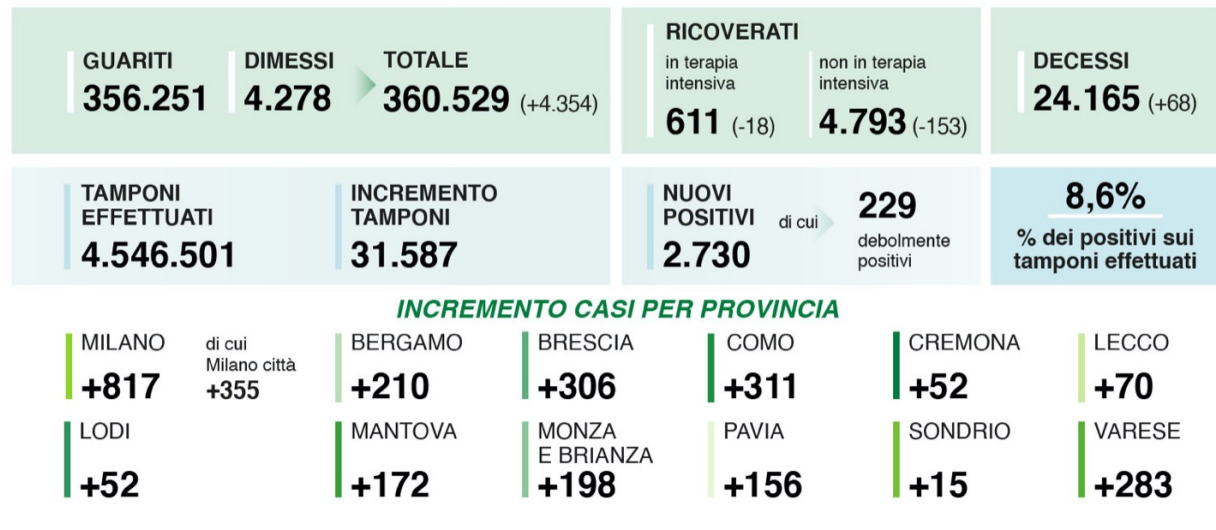 GUARITI
356.251
DIMESSI
4.278
TOTALE
360.529 (+4.354)
RICOVERATI
in terapia
intensiva
611 (-18)
non in terapia
intensiva
4.793 (-153)
DECESSI
24.165 (+68)
TAMPONI
EFFETTUATI
4.546.501
INCREMENTO
TAMPONI
31.587
NUOVI
POSITIVI
2.730
di cui
229
debolmente
positivi
8,6%
% dei positivi sui
tamponi effettuati
INCREMENTO CASI PER PROVINCIA
MILANO
+817
di cui
Milano città
+355
BERGAMO
+210
BRESCIA
+306
COMO
+311
CREMONA
+52
LECCO
+70
LODI
+52
MANTOVA
+172
MONZA
E BRIANZA
+198
PAVIA
+156
SONDRIO
+15
VARESE
+283